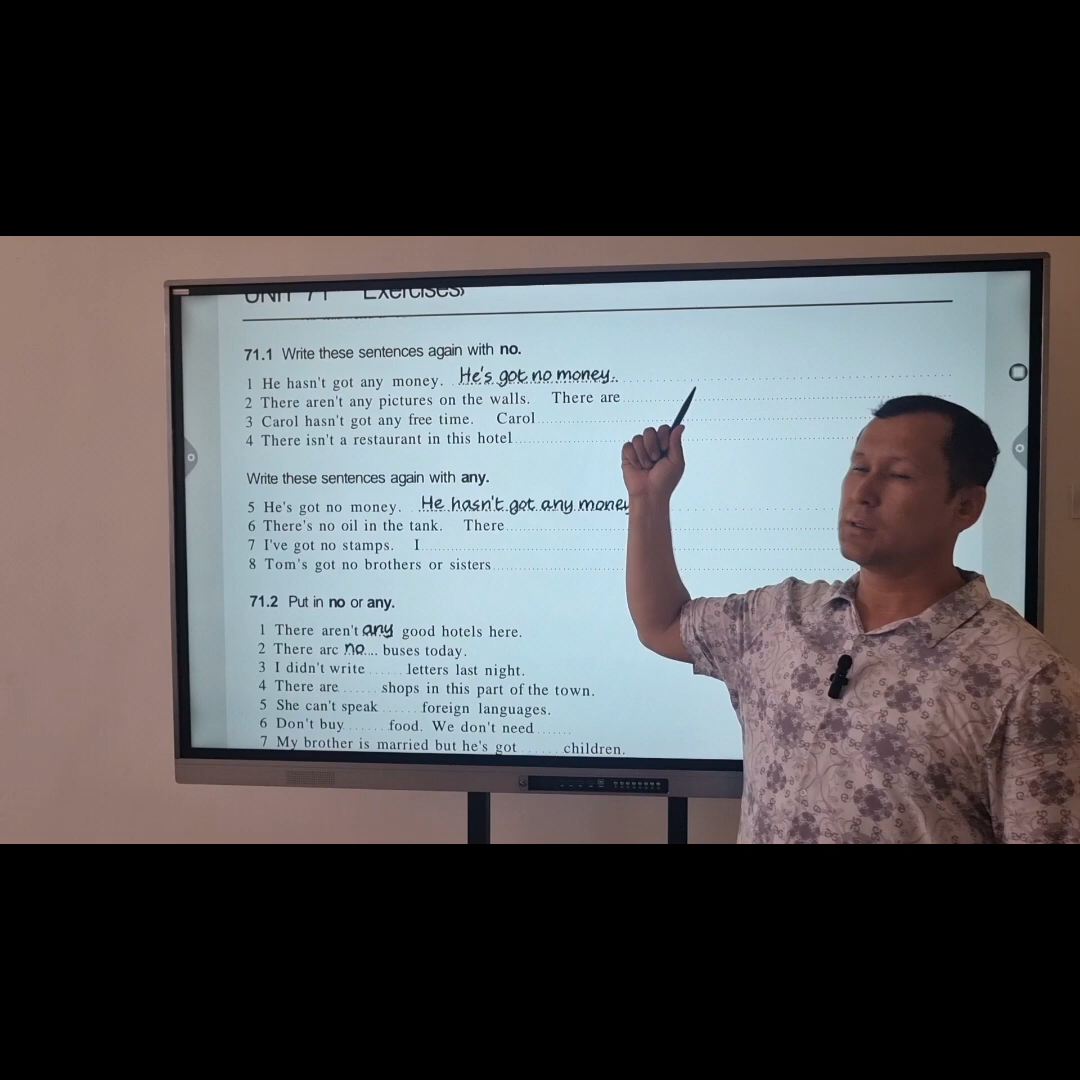 UNIT 71 Exercises
71.1 Write these sentences again with no.
1 He hasn't got any money. He's got no money.
2 There aren't any pictures on the walls. There are
3 Carol hasn't got any free time. Carol
4 There isn't a restaurant in this hotel
Write these sentences again with any.
5 He's got no money. He hasn't got any money
6 There's no oil in the tank. There
7 I've got no stamps. I
8 Tom's got no brothers or sisters
71.2 Put in no or any.
1 There aren't any good hotels here.
2 There arc no.... buses today.
3 I didn't write ...... letters last night.
4 There are ...... shops in this part of the town.
5 She can't speak ...... foreign languages.
6 Don't buy ....... food. We don't need ......
7 My brother is married but he's got ...... children.